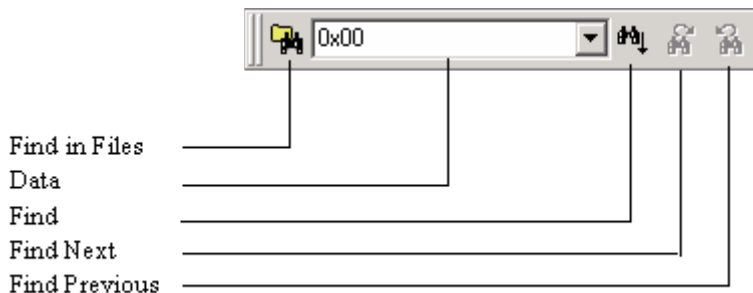 0x00
Find in Files
Data
Find
Find Next
Find Previous